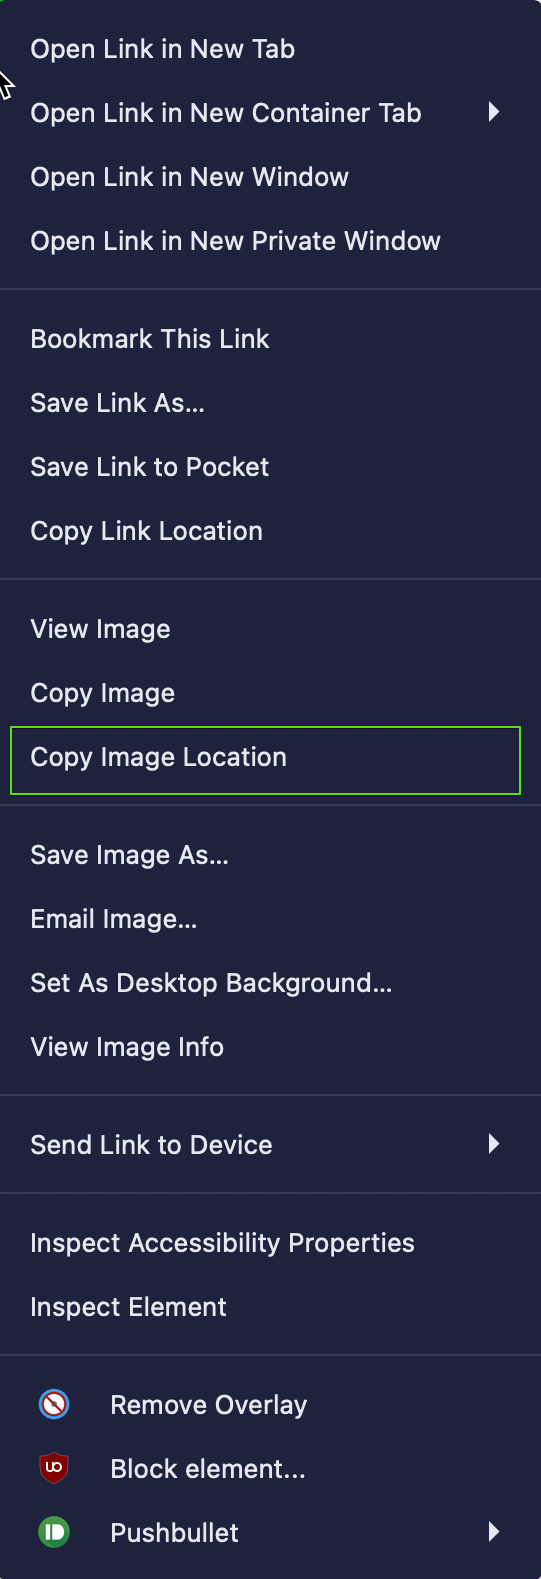 Open Link in New Tab
Open Link in New Container Tab
Open Link in New Window
Open Link in New Private Window
Bookmark This Link
Save Link As...
Save Link to Pocket
Copy Link Location
View Image
Copy Image
Copy Image Location
Save Image As...
Email Image...
Set As Desktop Background...
View Image Info
Send Link to Device
Inspect Accessibility Properties
Inspect Element
Remove Overlay
Block element...
Pushbullet